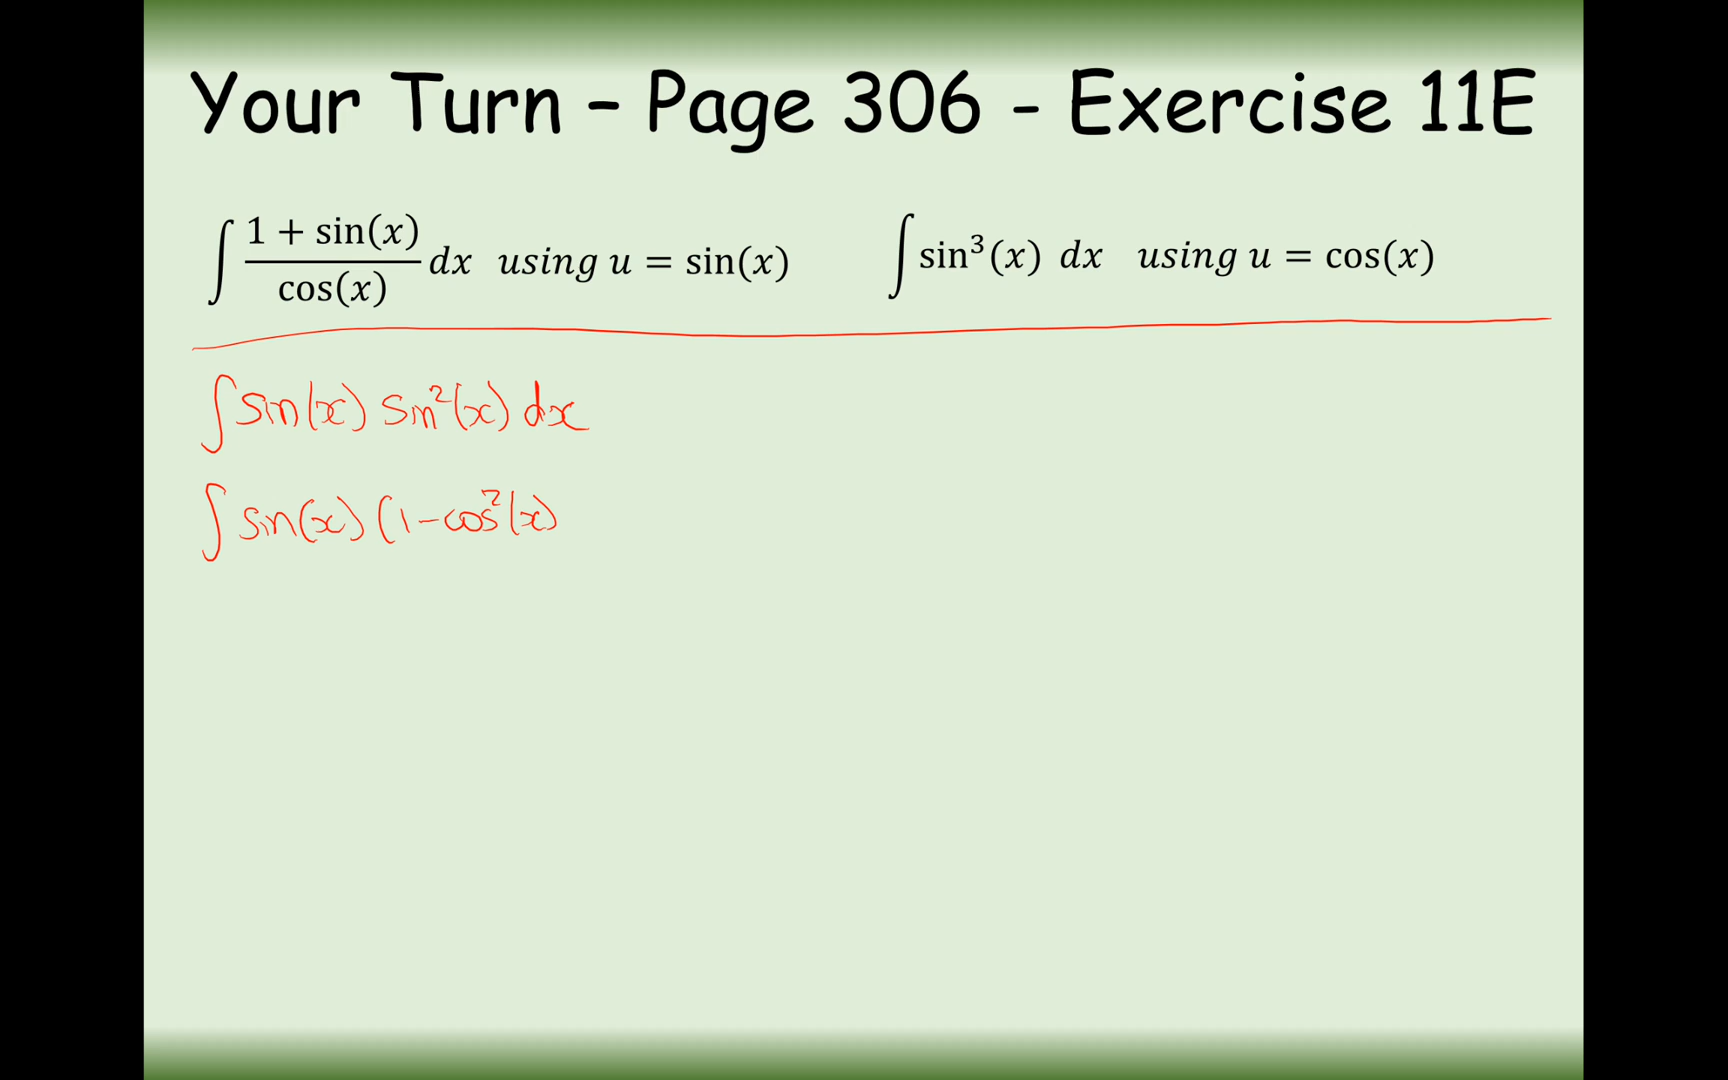 Your Turn – Page 306 - Exercise 11E
∫ (1 + sin(x))/cos(x) dx using u = sin(x)
∫ sin³(x) dx using u = cos(x)
∫ sin(x) sin²(x) dx
∫ sin(x) (1-cos²(x)